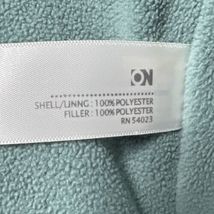 ON
SHELL/LINING : 100% POLYESTER
FILLER : 100% POLYESTER
RN 54023